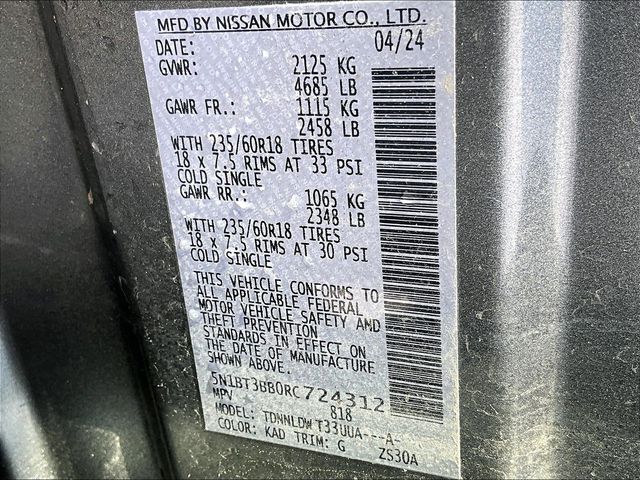 MFD BY NISSAN MOTOR CO., LTD.
DATE: 04/24
GVWR: 2125 KG
4685 LB
GAWR FR.: 1115 KG
2458 LB
WITH 235/60R18 TIRES
18 x 7.5 RIMS AT 33 PSI
COLD SINGLE
GAWR RR.: 1065 KG
2348 LB
WITH 235/60R18 TIRES
18 x 7.5 RIMS AT 30 PSI
COLD SINGLE
THIS VEHICLE CONFORMS TO
ALL APPLICABLE FEDERAL
MOTOR VEHICLE SAFETY AND
THEFT PREVENTION
STANDARDS IN EFFECT ON
THE DATE OF MANUFACTURE
SHOWN ABOVE.
5N1BT3BB0RC724312
MPV 818
MODEL: TDNNLDWT33UUA---A-
COLOR: KAD TRIM: G ZS30A